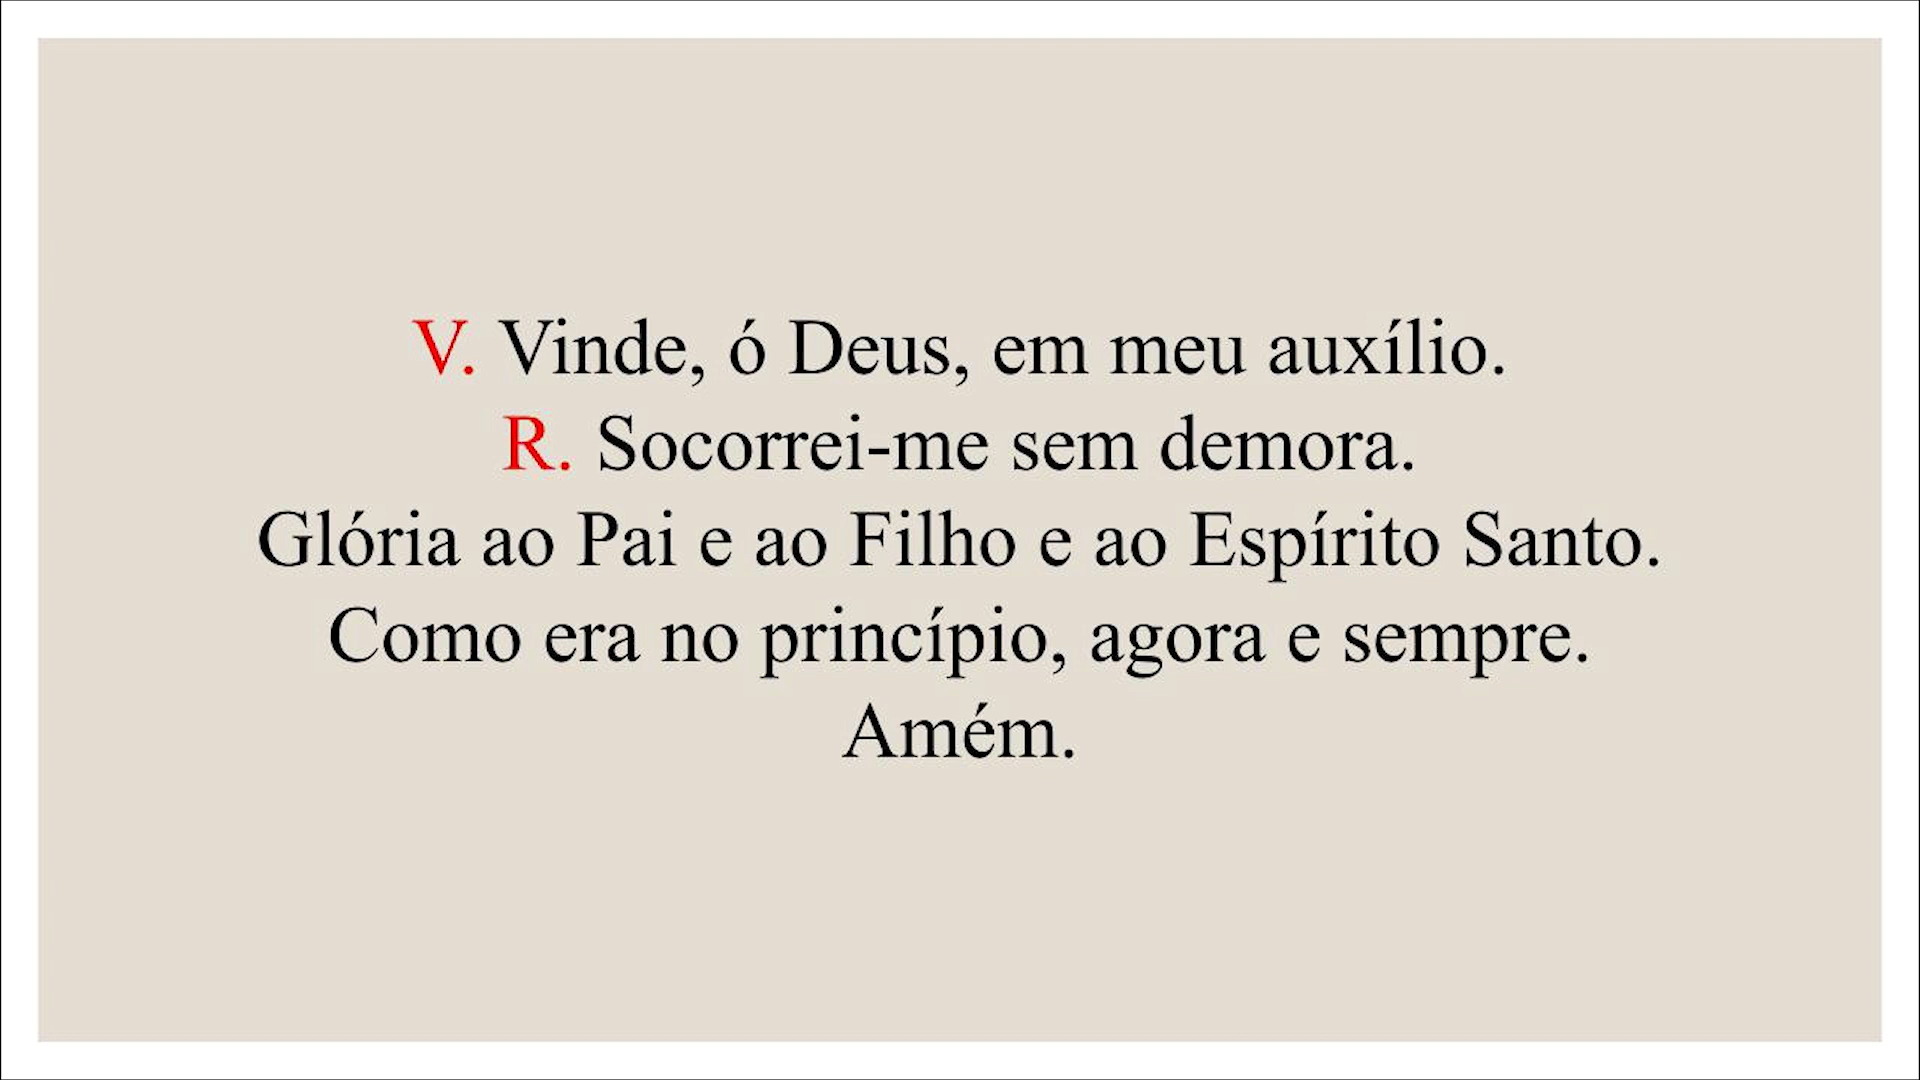 V. Vinde, ó Deus, em meu auxílio.
R. Socorrei-me sem demora.
Glória ao Pai e ao Filho e ao Espírito Santo.
Como era no princípio, agora e sempre.
Amém.